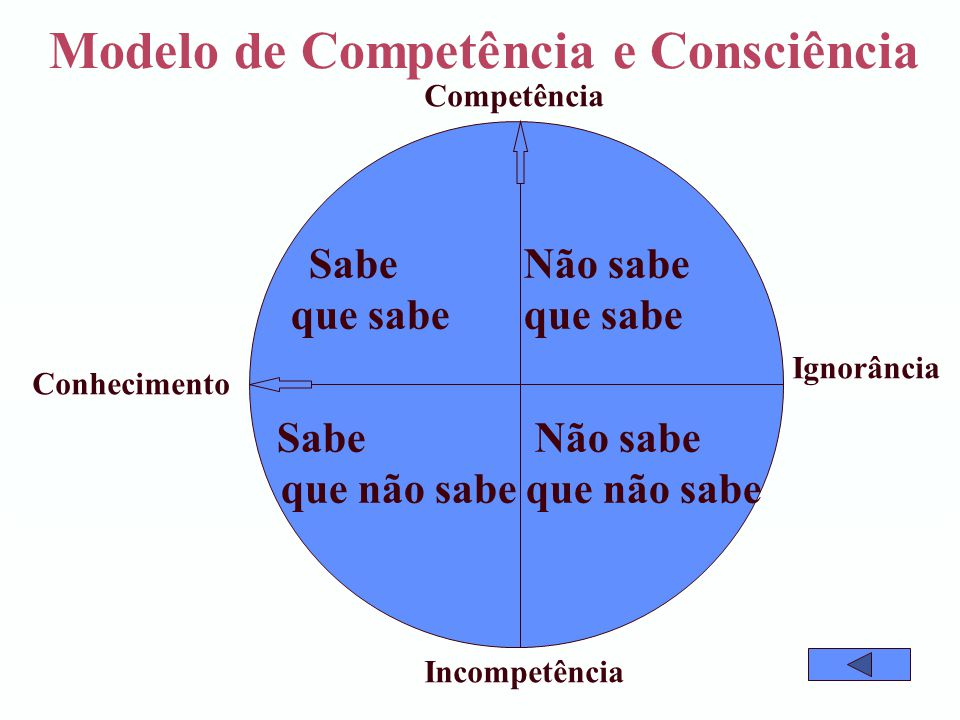 Modelo de Competência e Consciência
Competência
Sabe
que sabe
Não sabe
que sabe
Conhecimento
Ignorância
Sabe
que não sabe
Não sabe
que não sabe
Incompetência